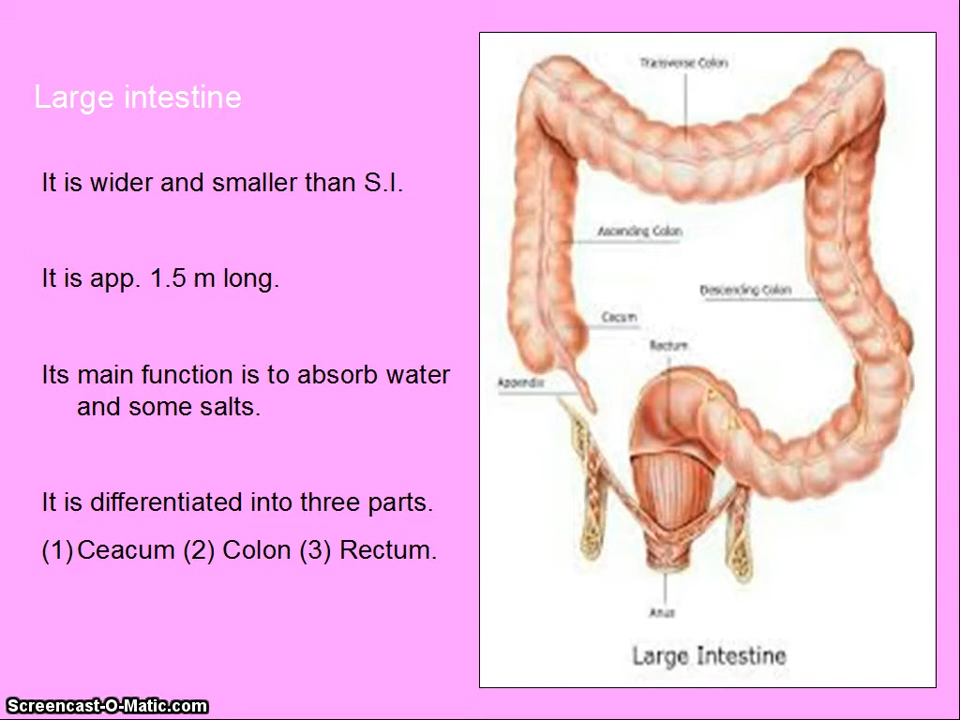 Large intestine
It is wider and smaller than S.I.
It is app. 1.5 m long.
Its main function is to absorb water
and some salts.
It is differentiated into three parts.
(1) Ceacum (2) Colon (3) Rectum.
Transverse Colon
Ascending Colon
Descending Colon
Cecum
Rectum
Appendix
Anus
Large Intestine
Screencast-O-Matic.com